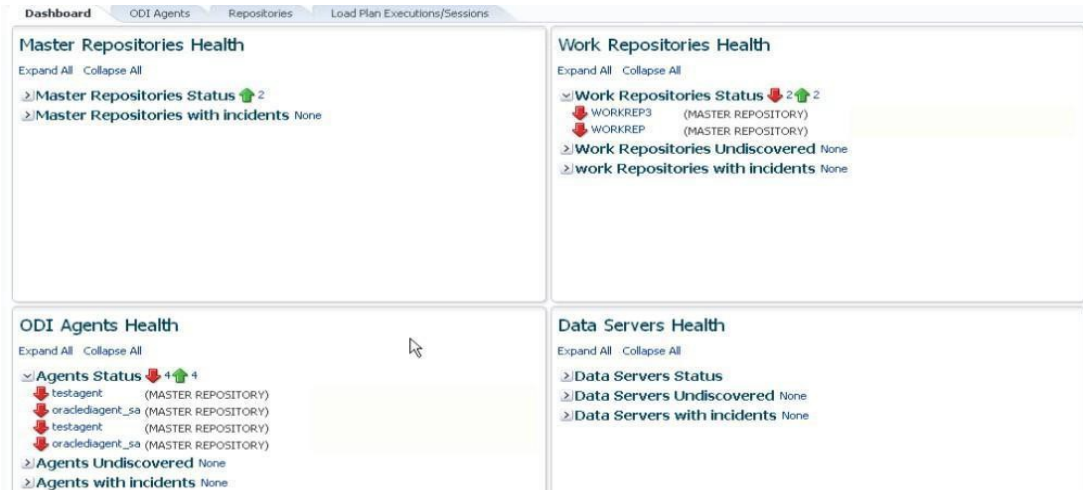 Dashboard ODI Agents Repositories Load Plan Executions/Sessions
Master Repositories Health
Expand All Collapse All
Master Repositories Status 2
Master Repositories with incidents None
Work Repositories Health
Expand All Collapse All
Work Repositories Status 2 2
WORKREP3 (MASTER REPOSITORY)
WORKREP (MASTER REPOSITORY)
Work Repositories Undiscovered None
work Repositories with incidents None
ODI Agents Health
Expand All Collapse All
Agents Status 4 4
testagent (MASTER REPOSITORY)
oraclediagent_sa (MASTER REPOSITORY)
testagent (MASTER REPOSITORY)
oraclediagent_sa (MASTER REPOSITORY)
Agents Undiscovered None
Agents with incidents None
Data Servers Health
Expand All Collapse All
Data Servers Status
Data Servers Undiscovered None
Data Servers with incidents None